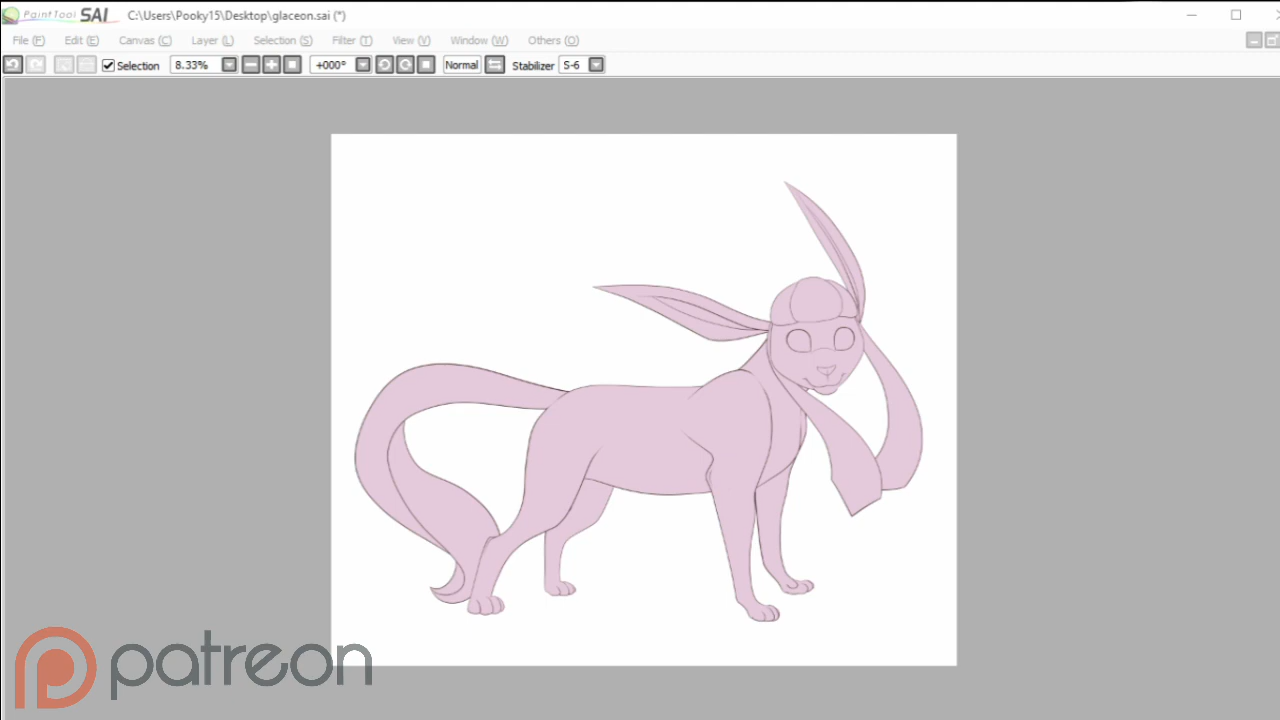 PaintTool SAI C:\Users\Pooky15\Desktop\glaceon.sai (*)
File (F) Edit (E) Canvas (C) Layer (L) Selection (S) Filter (T) View (V) Window (W) Others (O)
Selection 8.33% +000° Normal Stabilizer S-6
patreon